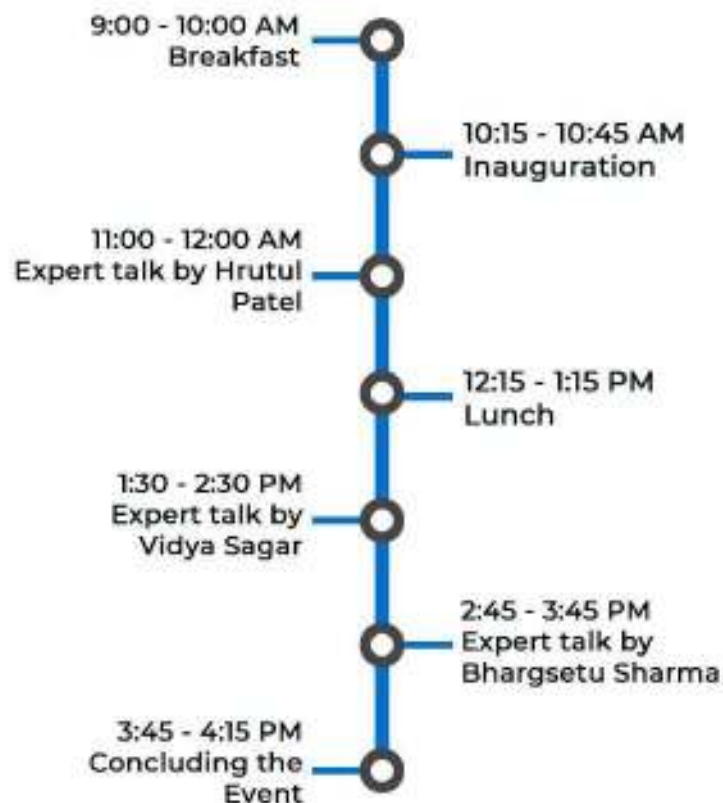 9:00 - 10:00 AM
Breakfast
10:15 - 10:45 AM
Inauguration
11:00 - 12:00 AM
Expert talk by Hrutul
Patel
12:15 - 1:15 PM
Lunch
1:30 - 2:30 PM
Expert talk by
Vidya Sagar
2:45 - 3:45 PM
Expert talk by
Bhargsetu Sharma
3:45 - 4:15 PM
Concluding the
Event